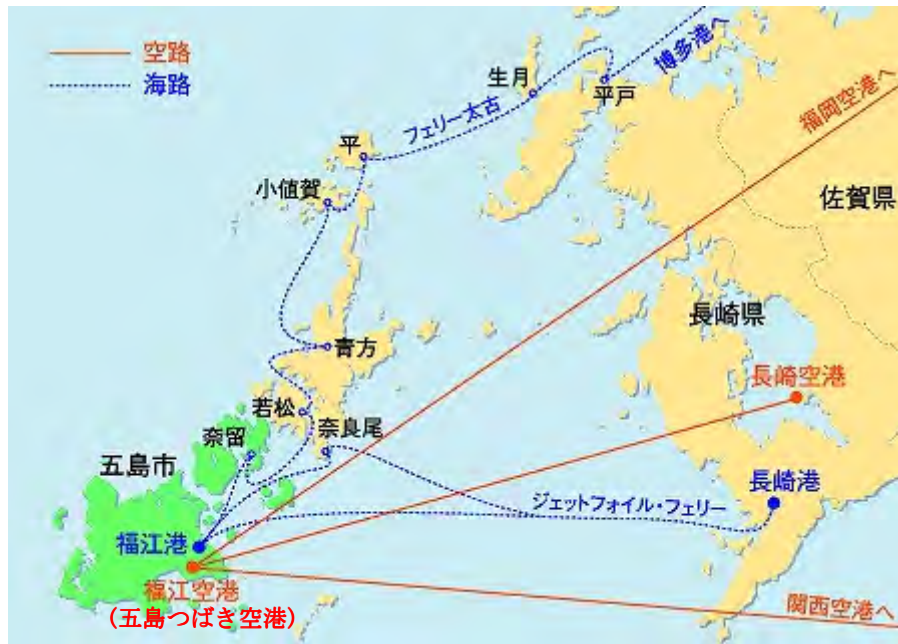 空路
海路
博多港へ
生月
平戸
フェリー太古
福岡空港へ
平
小値賀
佐賀県
長崎県
青方
長崎空港
若松
奈良尾
奈留
五島市
長崎港
ジェットフォイル・フェリー
福江港
福江空港
(五島つばき空港)
関西空港へ